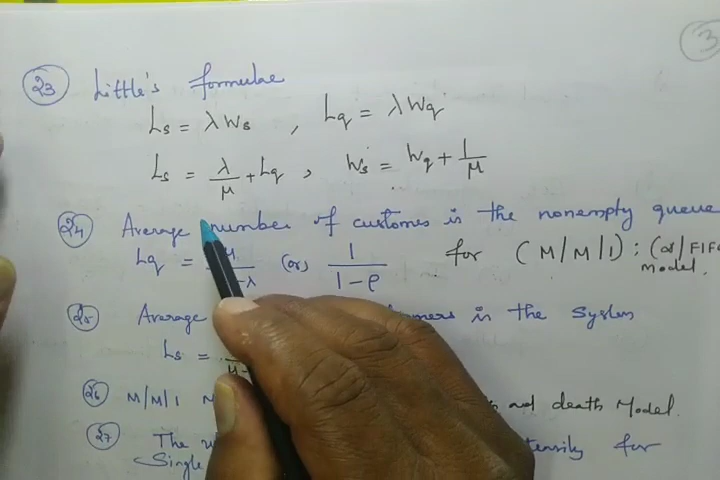 3
23 Little's formulae
Ls = λWs , Lq = λWq
Ls = λ/μ + Lq , Ws = Wq + 1/μ
24 Average number of customers in the nonempty queue
Lq = μ/-λ (or) 1/1-ρ for (M/M/1) : (∞/FIFO
model.
25 Average in the system
Ls =
26 M/M/1 and death Model.
27 The for
Single